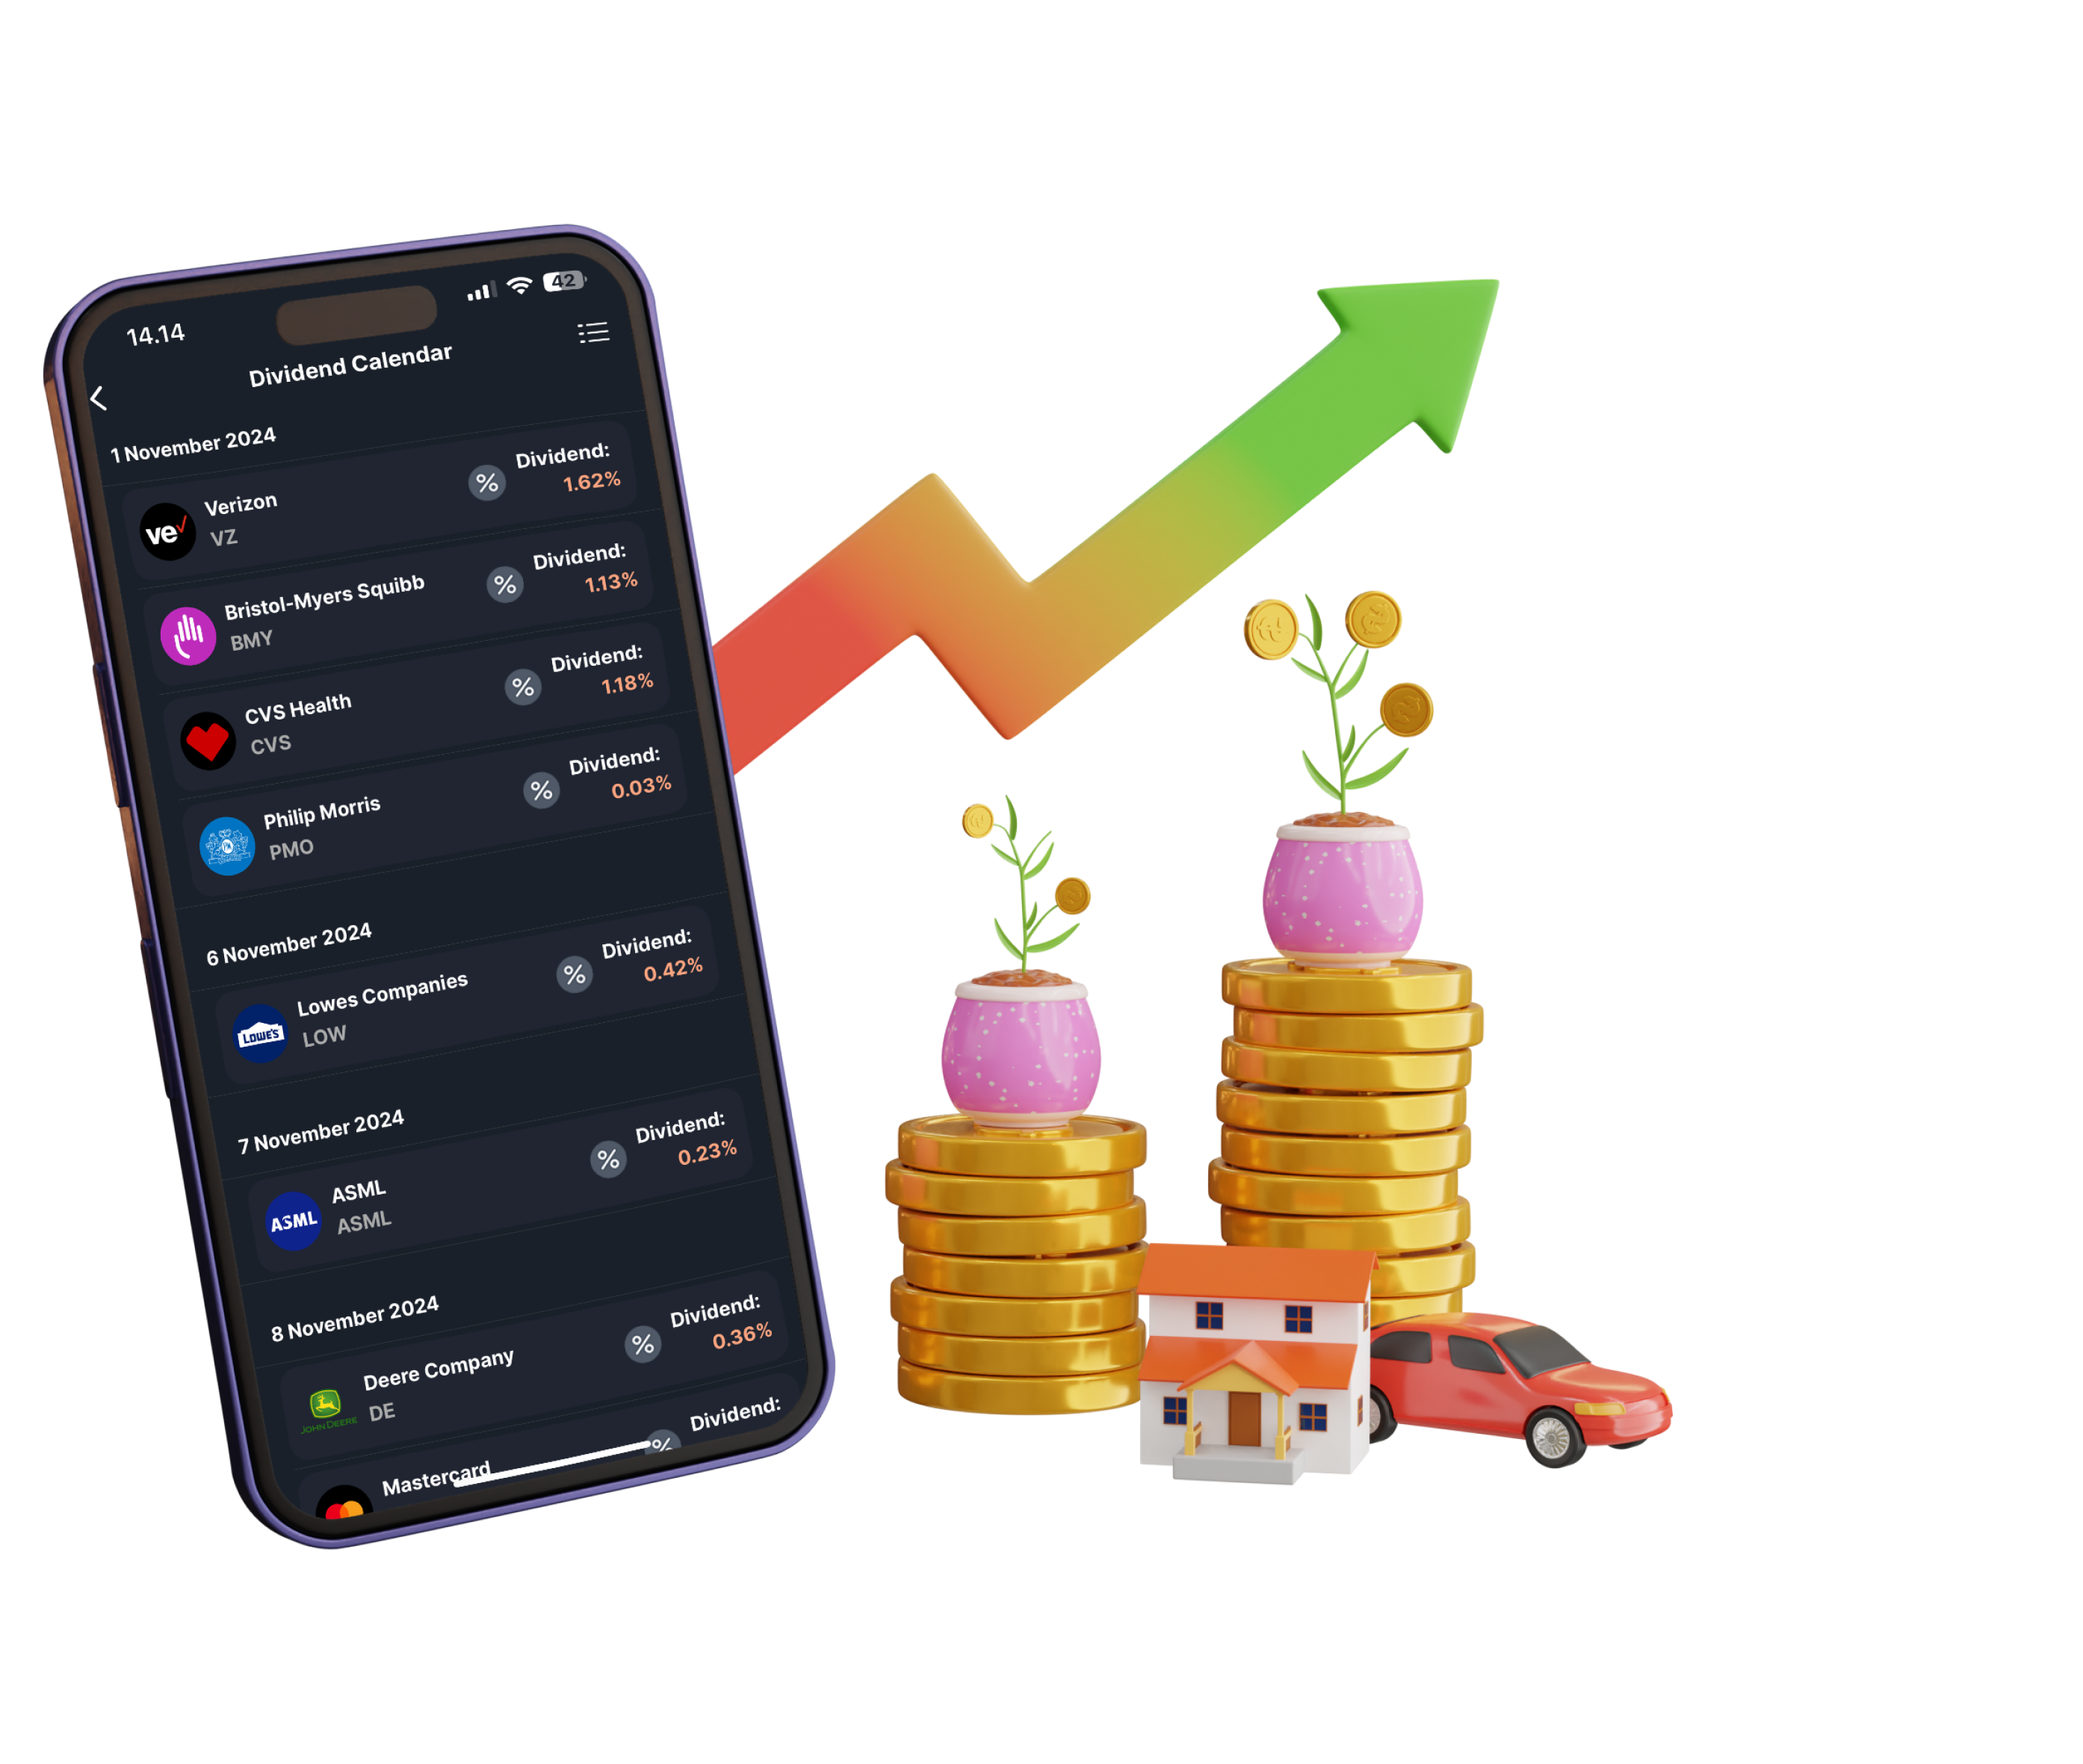 14.14
42
Dividend Calendar
1 November 2024
Verizon
VZ
Dividend:
1.62%
Bristol-Myers Squibb
BMY
Dividend:
1.13%
CVS Health
CVS
Dividend:
1.18%
Philip Morris
PMO
Dividend:
0.03%
6 November 2024
LOWE'S
Lowes Companies
LOW
Dividend:
0.42%
7 November 2024
ASML
ASML
ASML
Dividend:
0.23%
8 November 2024
JOHN DEERE
Deere Company
DE
Dividend:
0.36%
Mastercard
Dividend: